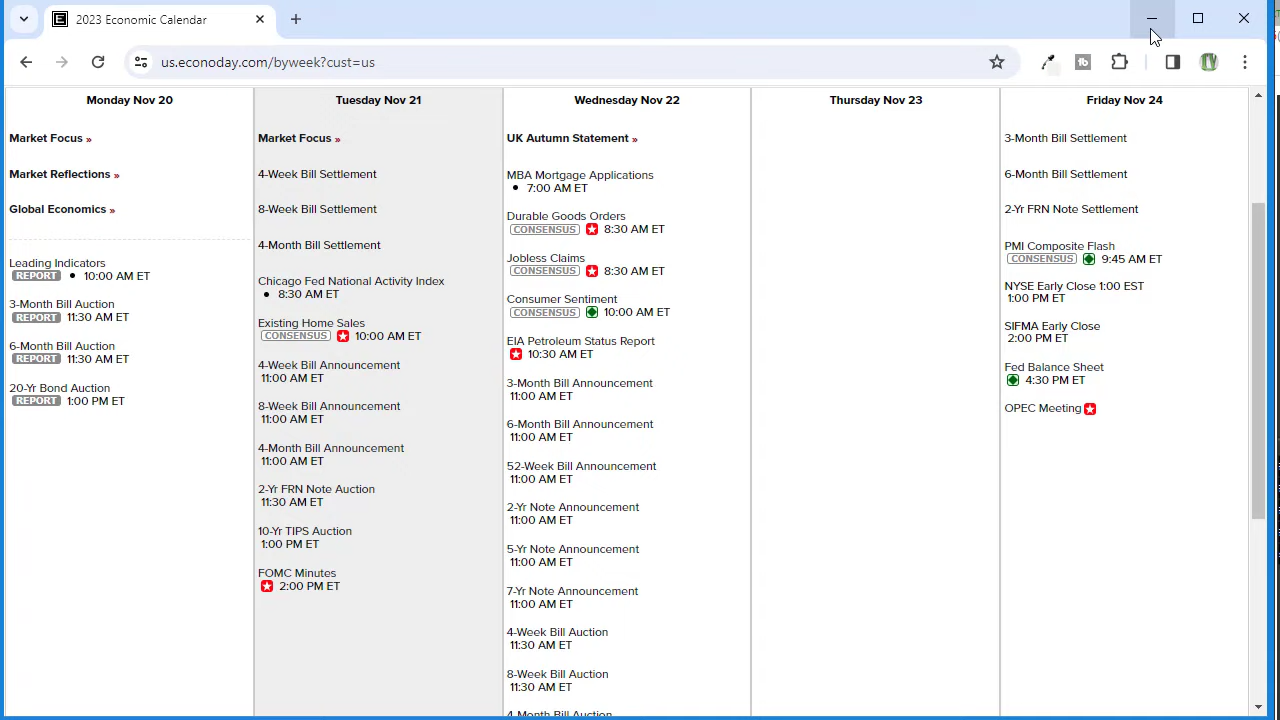 2023 Economic Calendar
us.econoday.com/byweek?cust=us
Monday Nov 20
Market Focus »
Market Reflections »
Global Economics »
Leading Indicators
REPORT • 10:00 AM ET
3-Month Bill Auction
REPORT 11:30 AM ET
6-Month Bill Auction
REPORT 11:30 AM ET
20-Yr Bond Auction
REPORT 1:00 PM ET
Tuesday Nov 21
Market Focus »
4-Week Bill Settlement
8-Week Bill Settlement
4-Month Bill Settlement
Chicago Fed National Activity Index
• 8:30 AM ET
Existing Home Sales
CONSENSUS 10:00 AM ET
4-Week Bill Announcement
11:00 AM ET
8-Week Bill Announcement
11:00 AM ET
4-Month Bill Announcement
11:00 AM ET
2-Yr FRN Note Auction
11:30 AM ET
10-Yr TIPS Auction
1:00 PM ET
FOMC Minutes
2:00 PM ET
Wednesday Nov 22
UK Autumn Statement »
MBA Mortgage Applications
• 7:00 AM ET
Durable Goods Orders
CONSENSUS 8:30 AM ET
Jobless Claims
CONSENSUS 8:30 AM ET
Consumer Sentiment
CONSENSUS 10:00 AM ET
EIA Petroleum Status Report
10:30 AM ET
3-Month Bill Announcement
11:00 AM ET
6-Month Bill Announcement
11:00 AM ET
52-Week Bill Announcement
11:00 AM ET
2-Yr Note Announcement
11:00 AM ET
5-Yr Note Announcement
11:00 AM ET
7-Yr Note Announcement
11:00 AM ET
4-Week Bill Auction
11:30 AM ET
8-Week Bill Auction
11:30 AM ET
4-Month Bill Auction
Thursday Nov 23
Friday Nov 24
3-Month Bill Settlement
6-Month Bill Settlement
2-Yr FRN Note Settlement
PMI Composite Flash
CONSENSUS 9:45 AM ET
NYSE Early Close 1:00 EST
1:00 PM ET
SIFMA Early Close
2:00 PM ET
Fed Balance Sheet
4:30 PM ET
OPEC Meeting